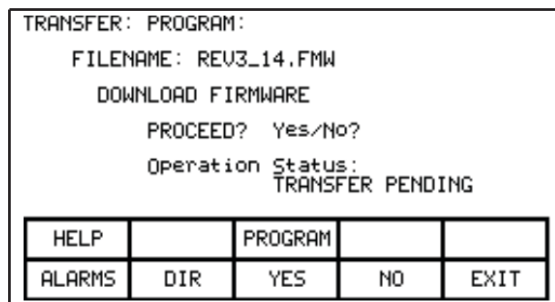 TRANSFER: PROGRAM:
FILENAME: REV3_14.FMW
DOWNLOAD FIRMWARE
PROCEED? Yes/No?
Operation Status:
TRANSFER PENDING
HELP PROGRAM
ALARMS DIR YES NO EXIT